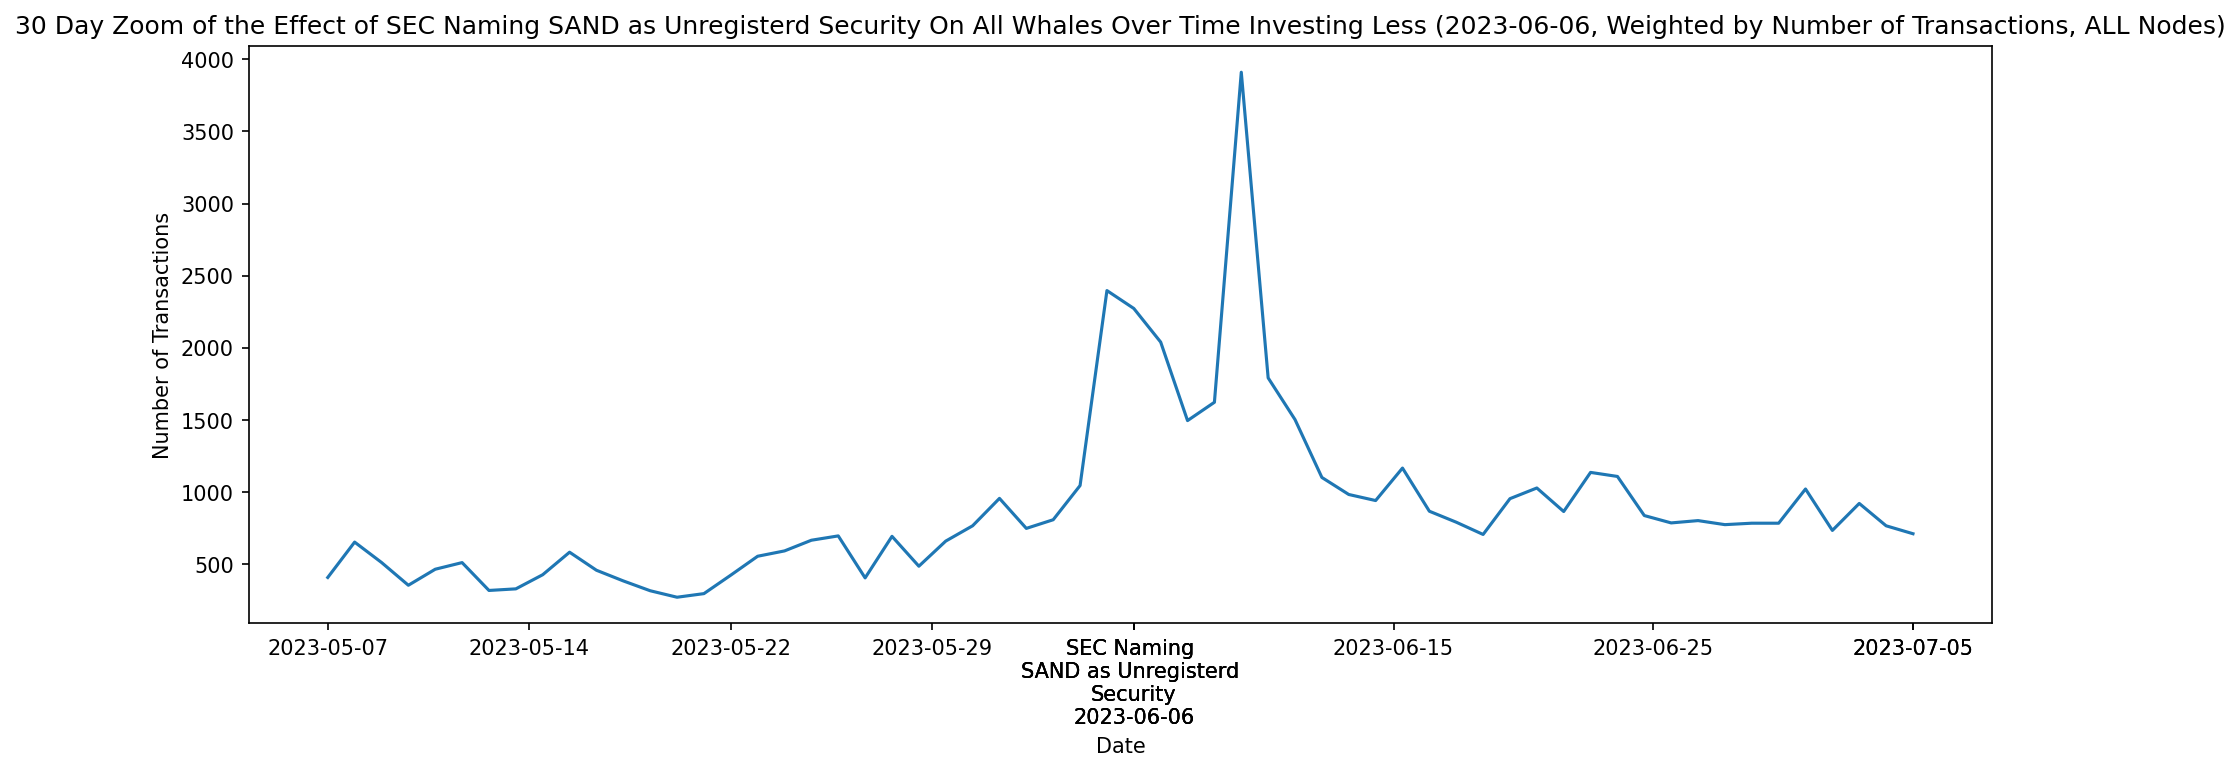 30 Day Zoom of the Effect of SEC Naming SAND as Unregisterd Security On All Whales Over Time Investing Less (2023-06-06, Weighted by Number of Transactions, ALL Nodes)
4000
3500
3000
2500
2000
1500
1000
500
Number of Transactions
2023-05-07
2023-05-14
2023-05-22
2023-05-29
SEC Naming
SAND as Unregisterd
Security
2023-06-06
2023-06-15
2023-06-25
2023-07-05
Date